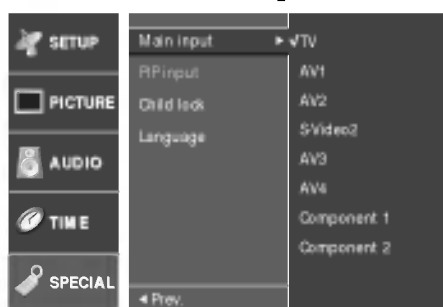 SETUP
PICTURE
AUDIO
TIME
SPECIAL
Main input ► √TV
PIP input
Child lock
Language
AV1
AV2
S-Video2
AV3
AV4
Component 1
Component 2
◄ Prev.